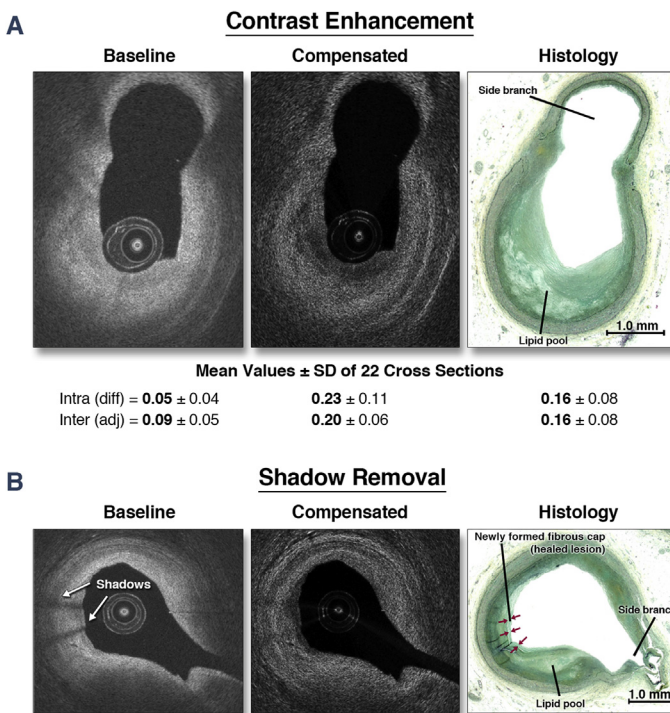 A
Contrast Enhancement
Baseline
Compensated
Histology
Side branch
Lipid pool
1.0 mm
Mean Values ± SD of 22 Cross Sections
Intra (diff) = 0.05 ± 0.04
0.23 ± 0.11
0.16 ± 0.08
Inter (adj) = 0.09 ± 0.05
0.20 ± 0.06
0.16 ± 0.08
B
Shadow Removal
Baseline
Compensated
Histology
Shadows
Newly formed fibrous cap
(healed lesion)
Side branch
Lipid pool
1.0 mm